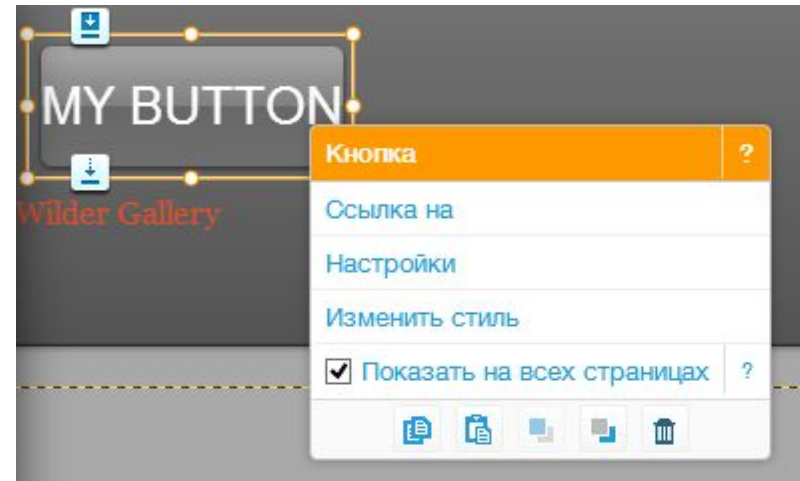 MY BUTTON
Wilder Gallery
Кнопка ?
Ссылка на
Настройки
Изменить стиль
Показать на всех страницах ?